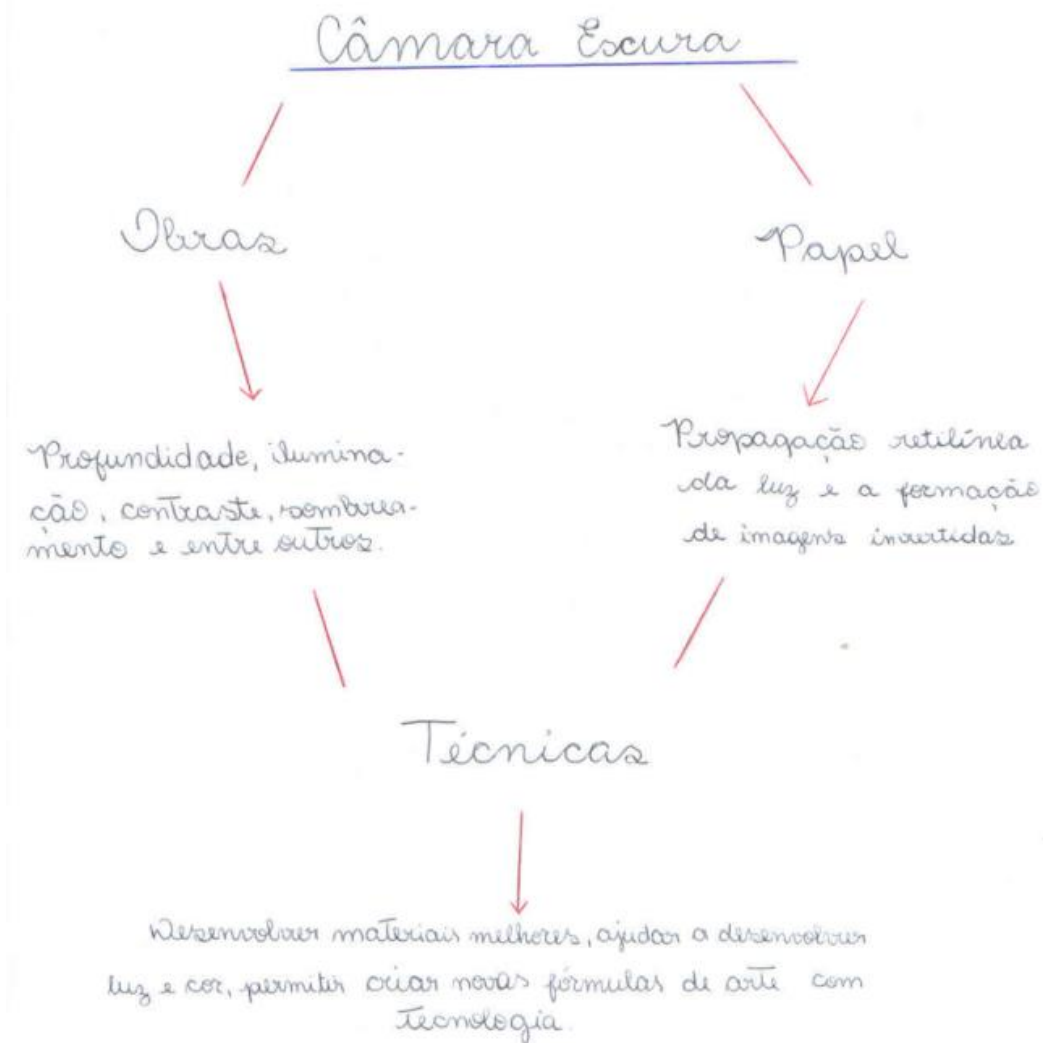 Câmara Escura
Obras
Papel
Profundidade, ilumina-
ção, contraste, sombrea-
mento e entre outros.
Propagação retilínea
da luz e a formação
de imagens invertidas
Técnicas
Desenvolver materiais melhores, ajudar a desenvolver
luz e cor, permitir criar novas fórmulas de arte com
tecnologia.